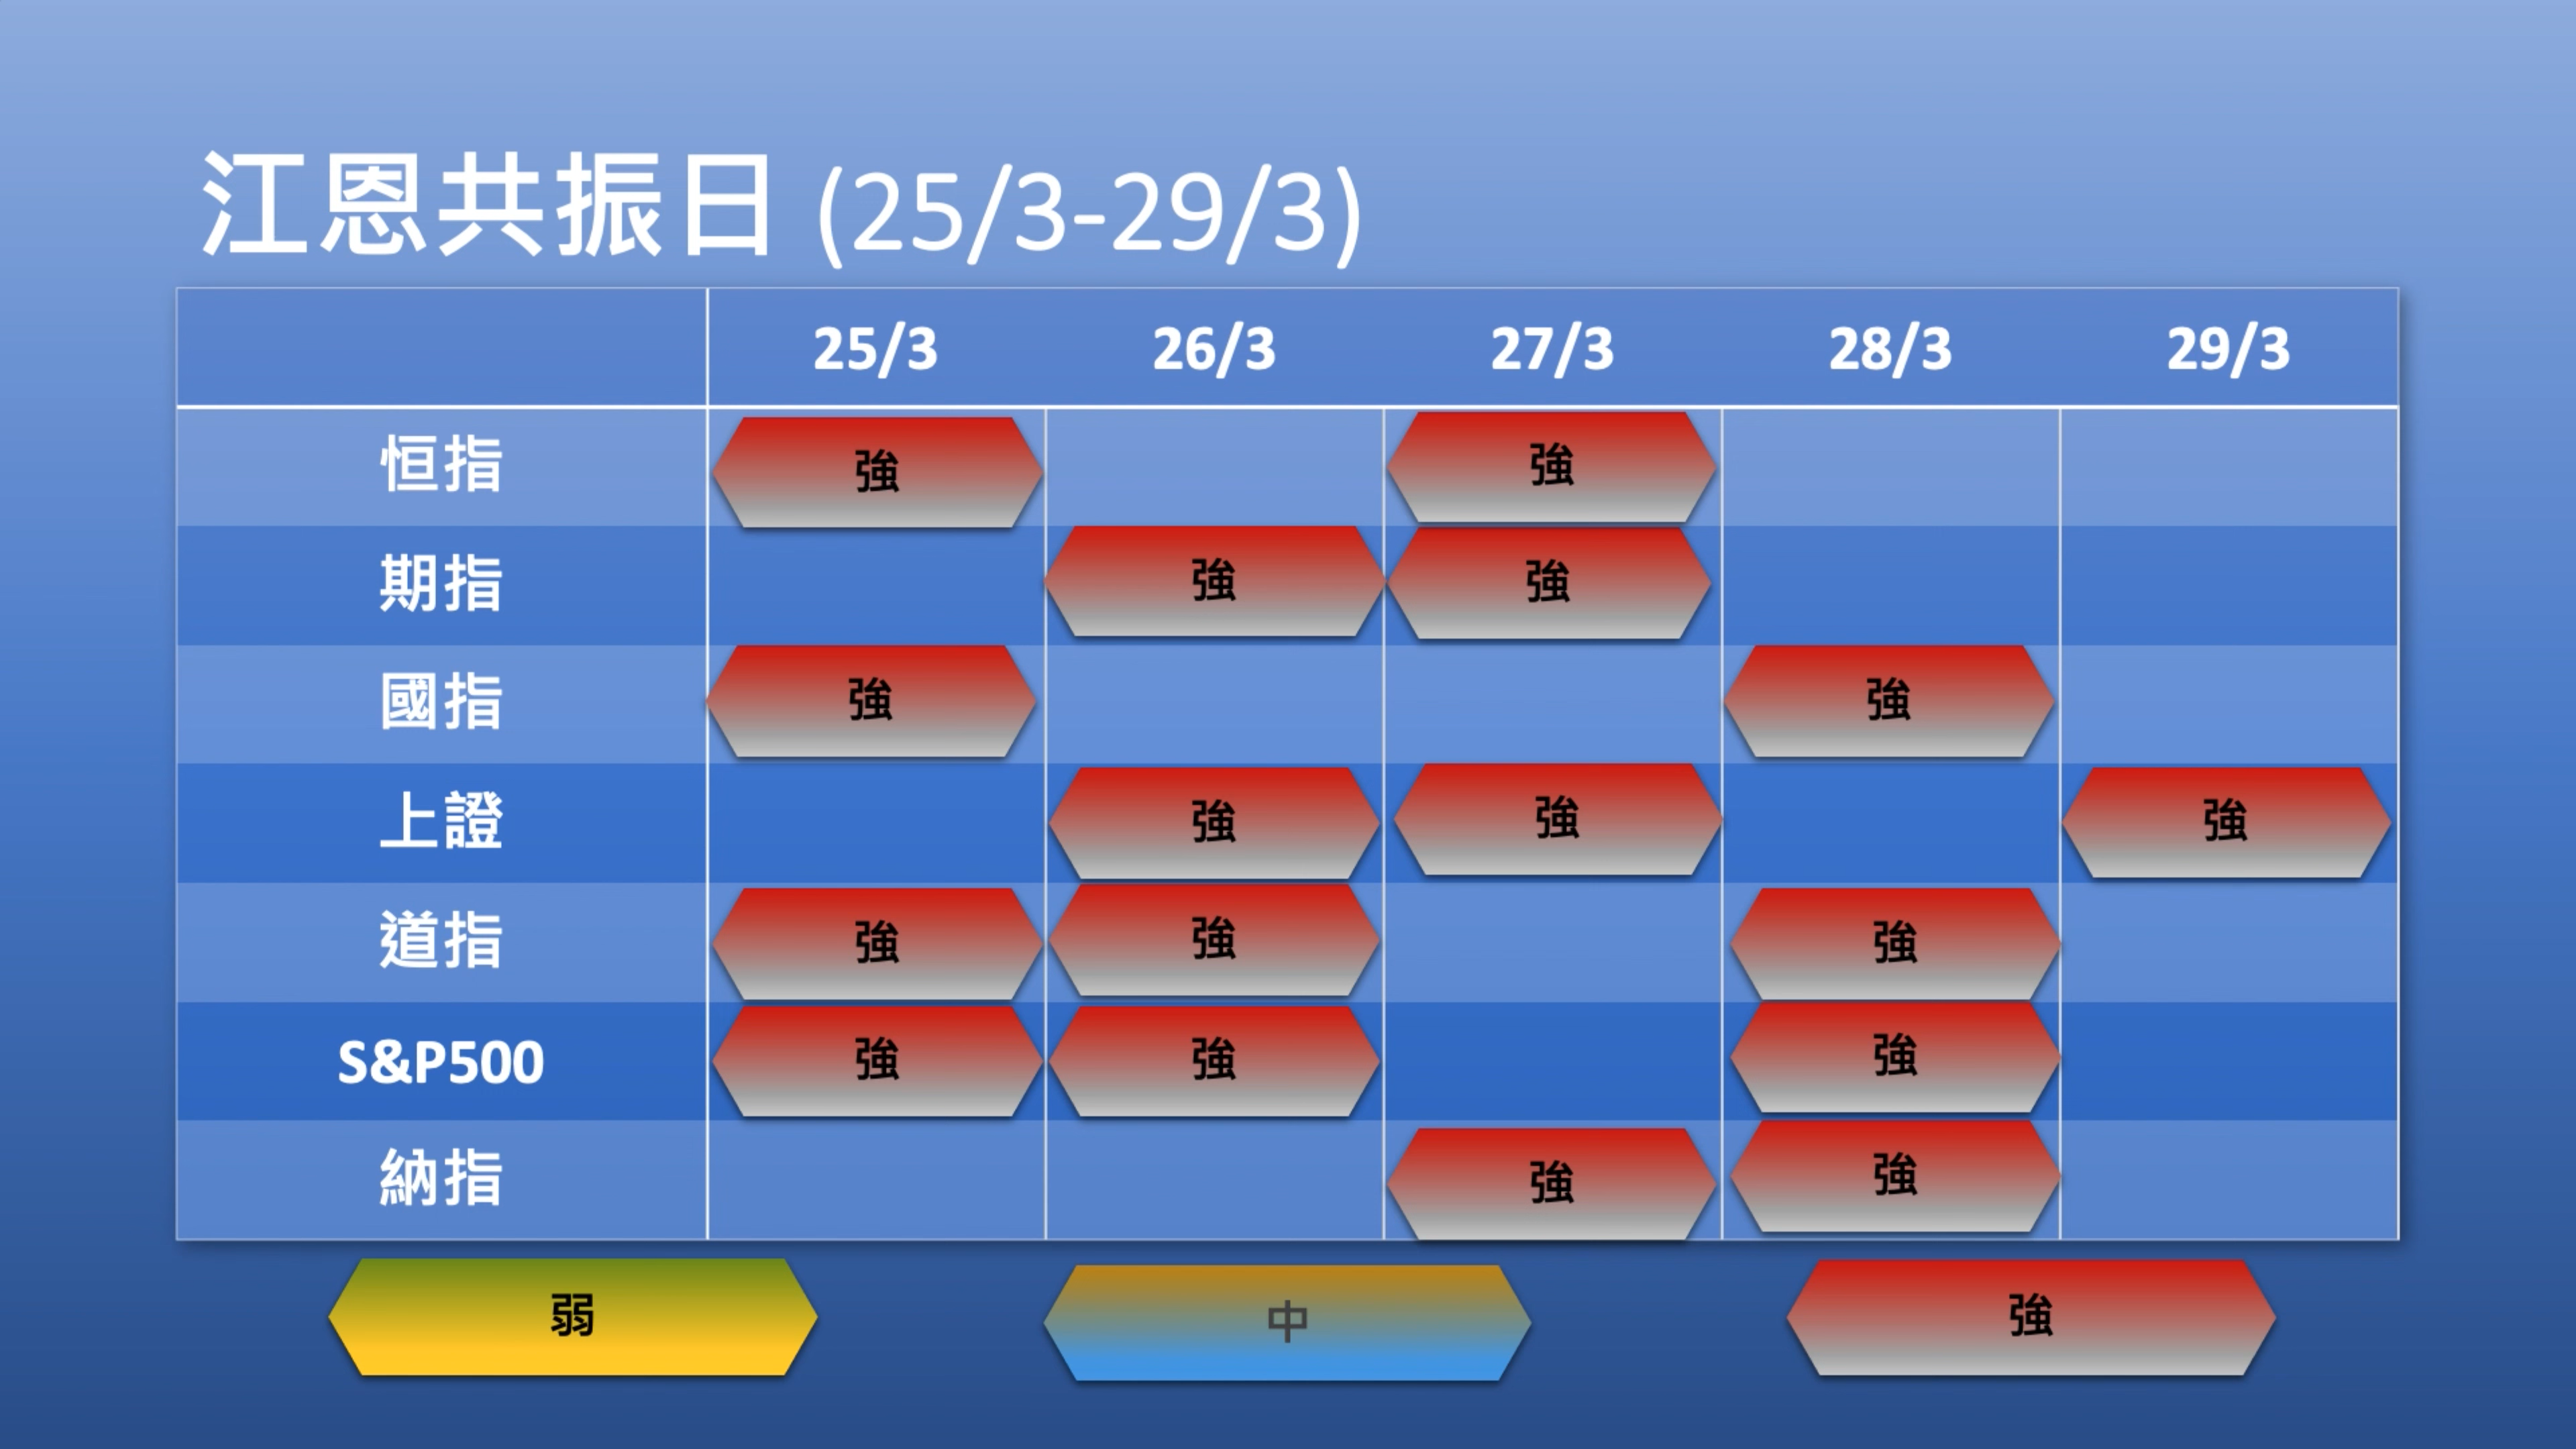 江恩共振日 (25/3-29/3)
25/3 26/3 27/3 28/3 29/3
恒指 強 強
期指 強 強
國指 強 強
上證 強 強 強
道指 強 強 強
S&P500 強 強 強
納指 強 強
弱 中 強